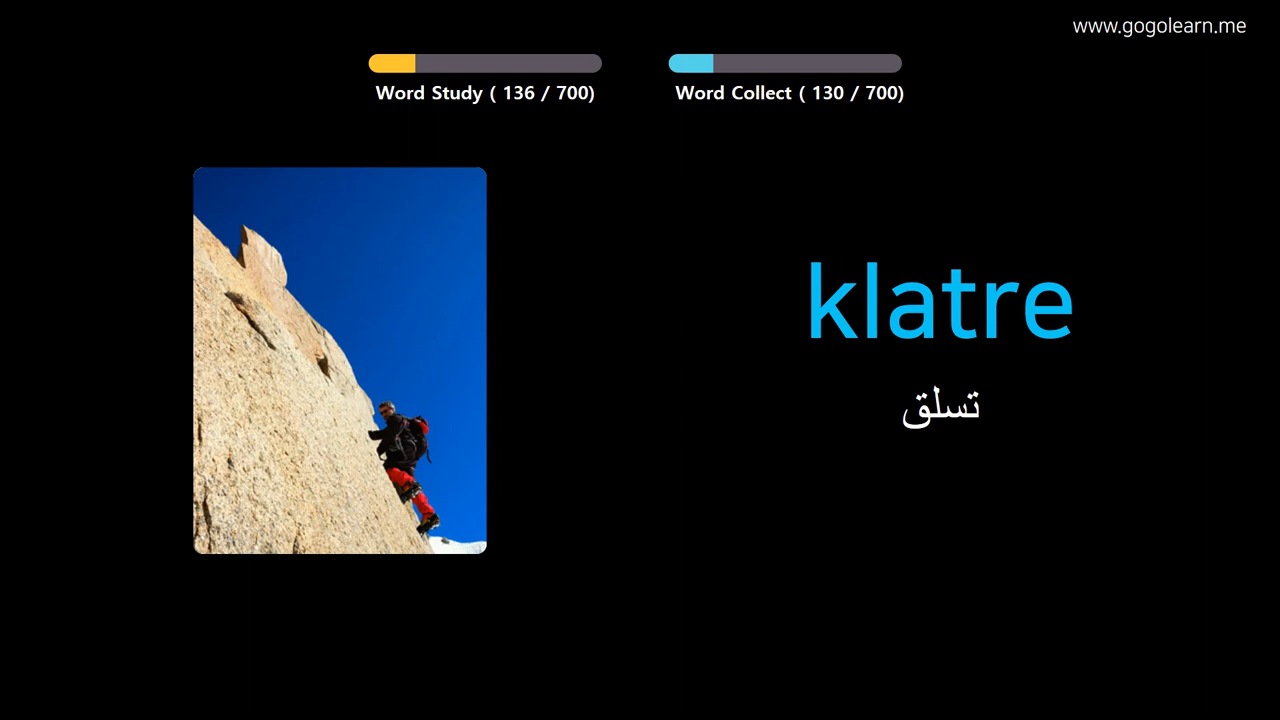 www.gogolearn.me
Word Study ( 136 / 700)
Word Collect ( 130 / 700)
klatre
تسلق